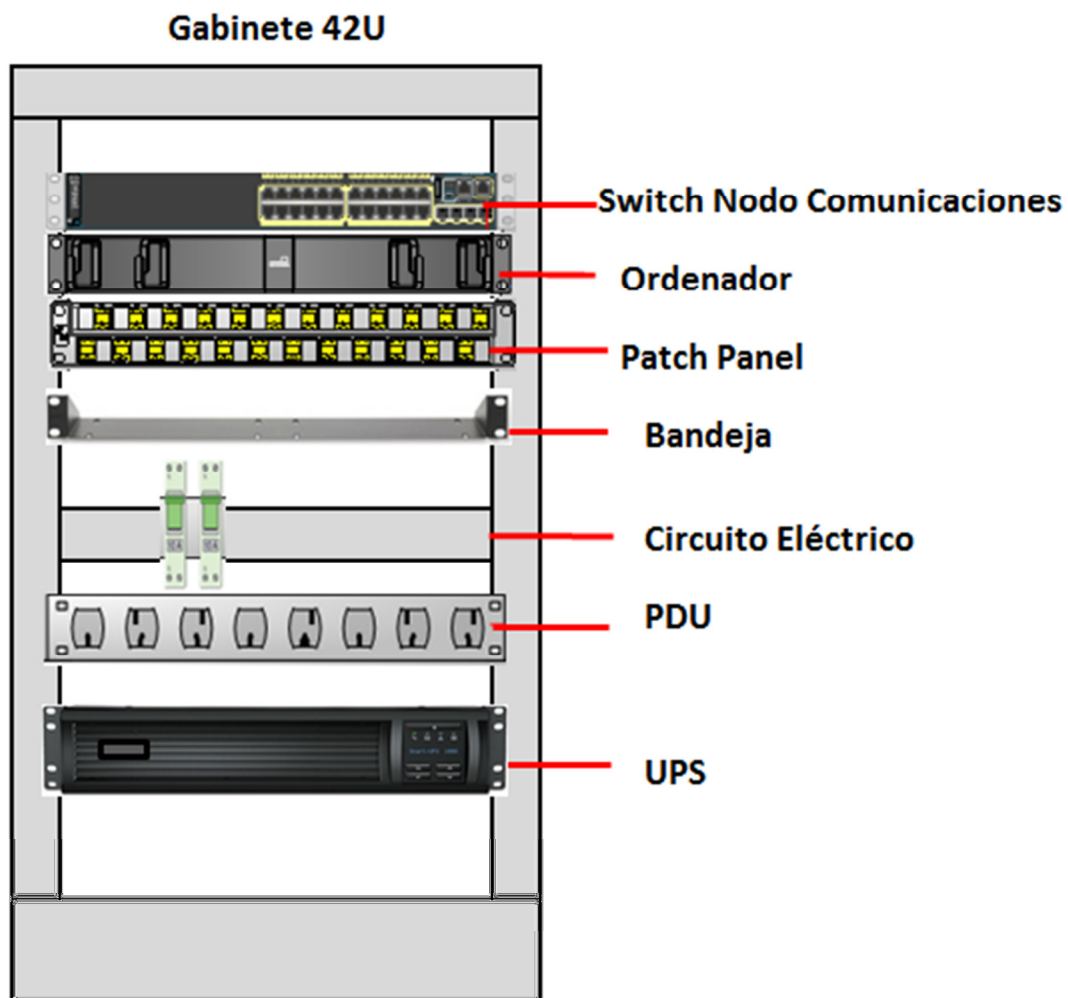 Gabinete 42U
Switch Nodo Comunicaciones
Ordenador
Patch Panel
Bandeja
Circuito Eléctrico
PDU
UPS